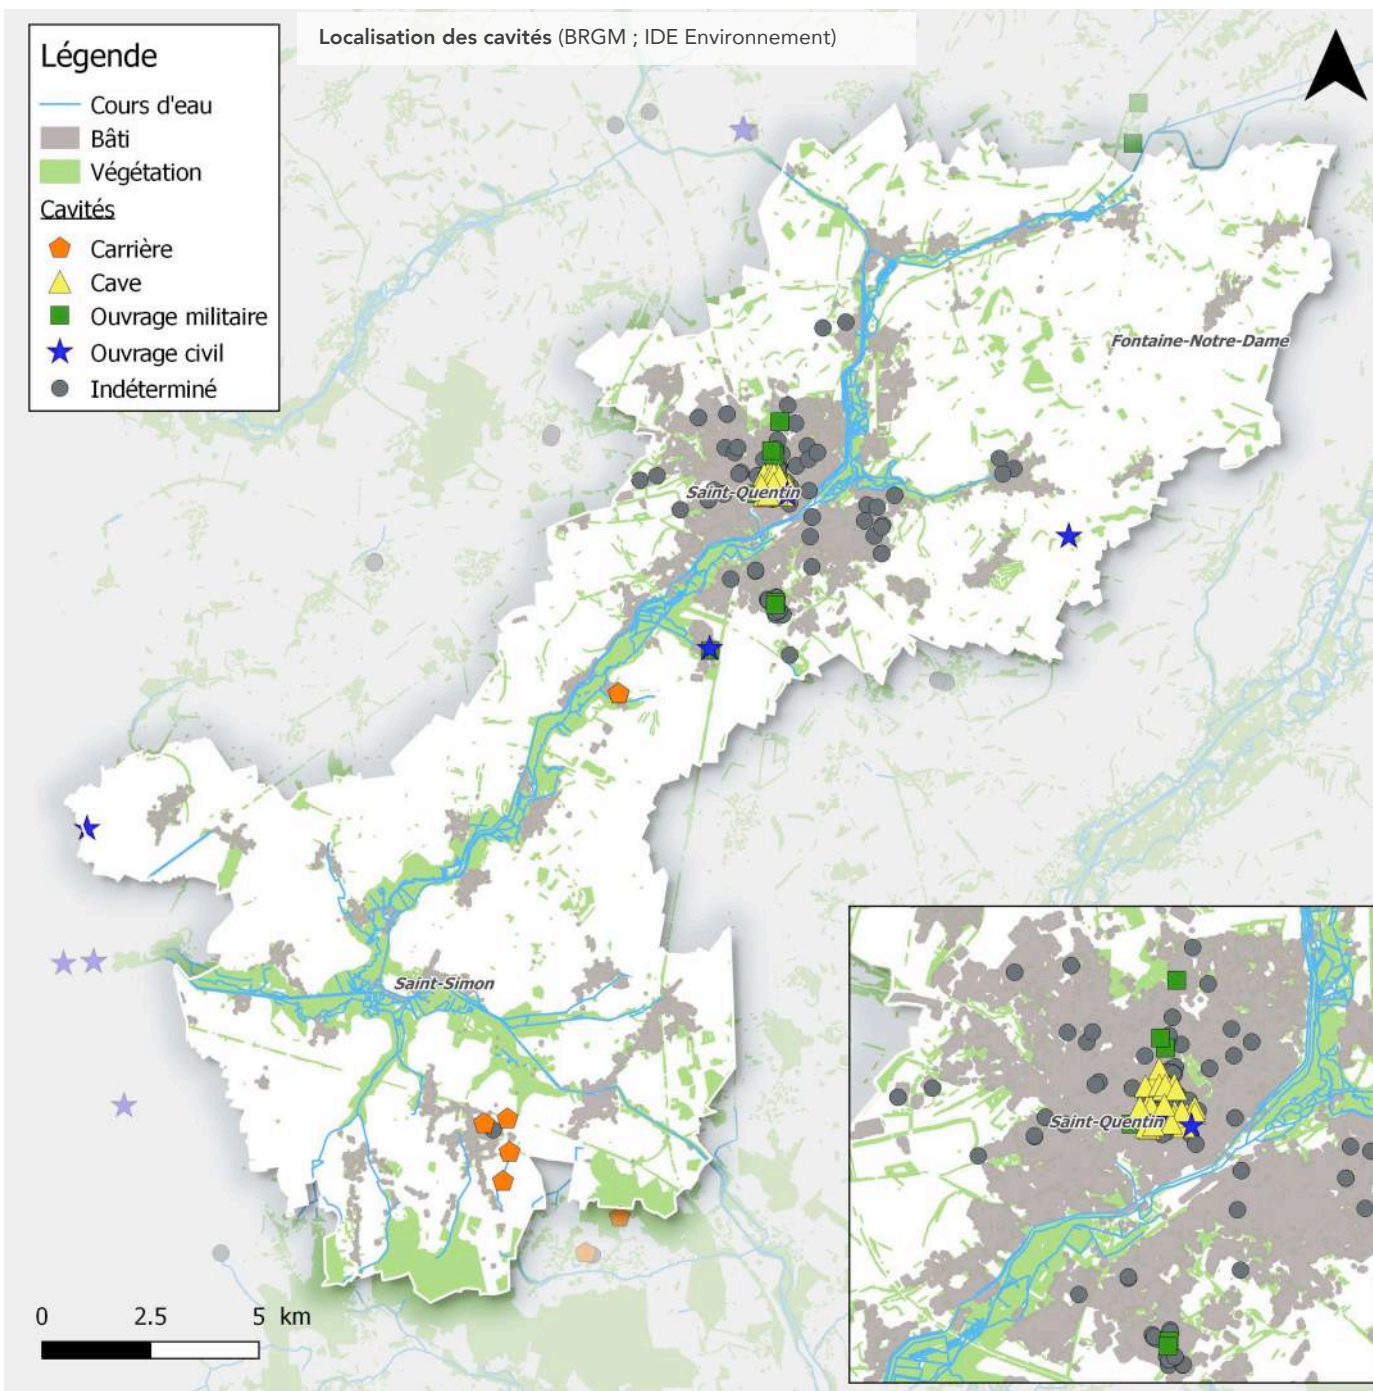 Localisation des cavités (BRGM ; IDE Environnement)
Légende
Cours d'eau
Bâti
Végétation
Cavités
Carrière
Cave
Ouvrage militaire
Ouvrage civil
Indéterminé
Fontaine-Notre-Dame
Saint-Quentin
Saint-Simon
Saint-Quentin
0 2.5 5 km